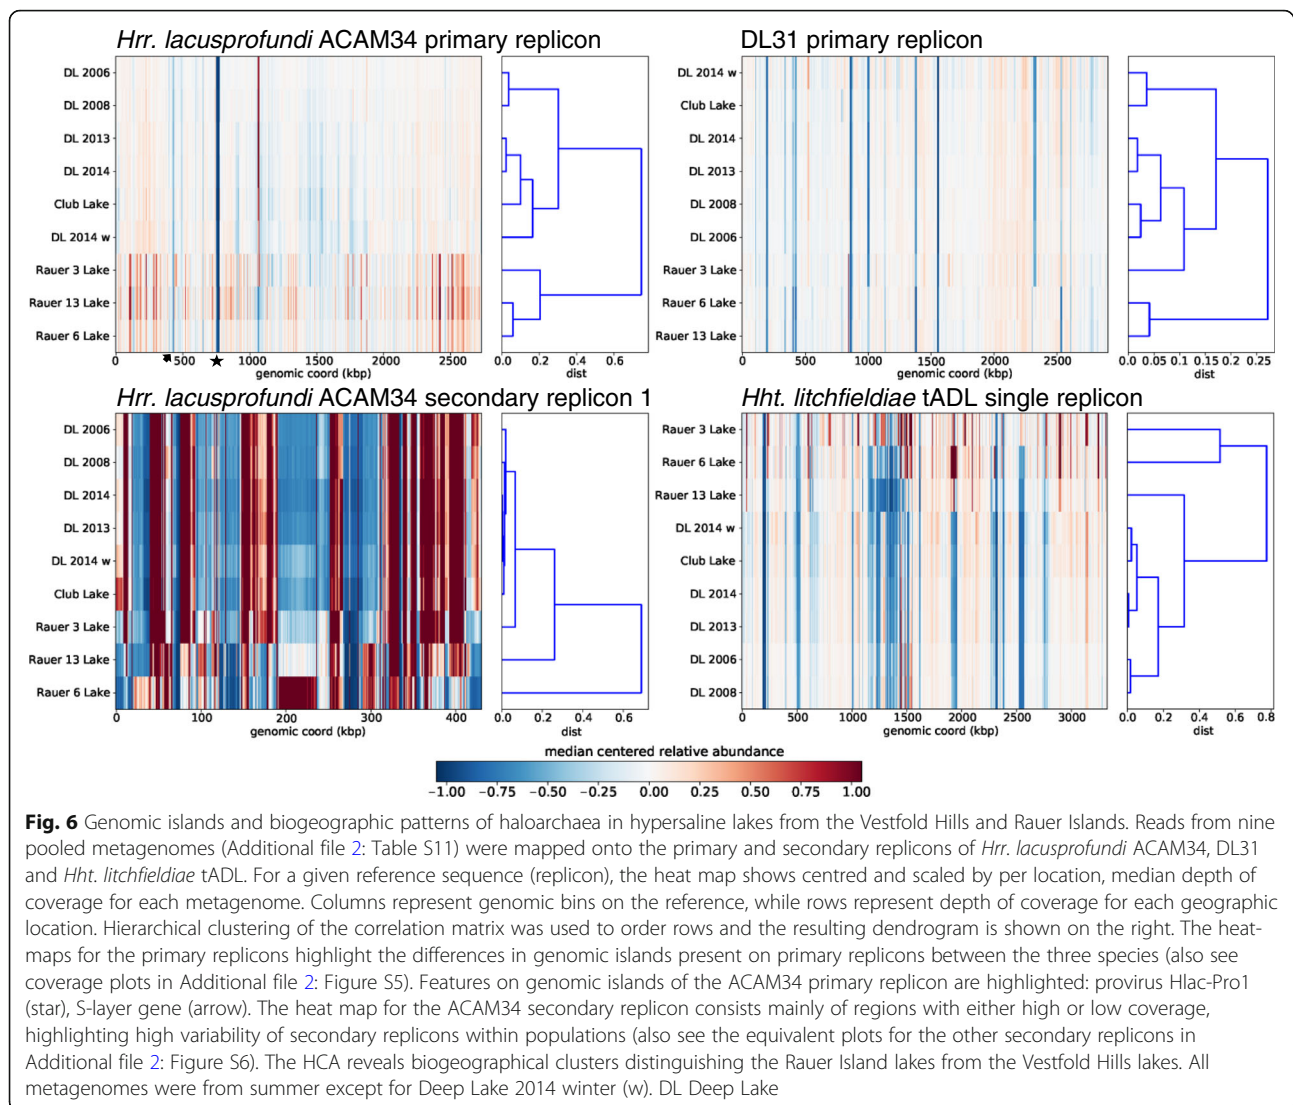 Hrr. lacusprofundi ACAM34 primary replicon
DL 2006
DL 2008
DL 2013
DL 2014
Club Lake
DL 2014 w
Rauer 3 Lake
Rauer 13 Lake
Rauer 6 Lake
0 500 1000 1500 2000 2500
genomic coord (kbp)
0.0 0.2 0.4 0.6
dist
DL31 primary replicon
DL 2014 w
Club Lake
DL 2014
DL 2013
DL 2008
DL 2006
Rauer 3 Lake
Rauer 6 Lake
Rauer 13 Lake
0 500 1000 1500 2000 2500
genomic coord (kbp)
0.0 0.05 0.1 0.15 0.2 0.25
dist
Hrr. lacusprofundi ACAM34 secondary replicon 1
DL 2006
DL 2008
DL 2014
DL 2013
DL 2014 w
Club Lake
Rauer 3 Lake
Rauer 13 Lake
Rauer 6 Lake
0 100 200 300 400
genomic coord (kbp)
0.0 0.2 0.4 0.6
dist
Hht. litchfieldiae tADL single replicon
Rauer 3 Lake
Rauer 6 Lake
Rauer 13 Lake
DL 2014 w
Club Lake
DL 2014
DL 2013
DL 2006
DL 2008
0 500 1000 1500 2000 2500 3000
genomic coord (kbp)
0.0 0.2 0.4 0.6 0.8
dist
median centered relative abundance
−1.00 −0.75 −0.50 −0.25 0.00 0.25 0.50 0.75 1.00
Fig. 6 Genomic islands and biogeographic patterns of haloarchaea in hypersaline lakes from the Vestfold Hills and Rauer Islands. Reads from nine
pooled metagenomes (Additional file 2: Table S11) were mapped onto the primary and secondary replicons of Hrr. lacusprofundi ACAM34, DL31
and Hht. litchfieldiae tADL. For a given reference sequence (replicon), the heat map shows centred and scaled by per location, median depth of
coverage for each metagenome. Columns represent genomic bins on the reference, while rows represent depth of coverage for each geographic
location. Hierarchical clustering of the correlation matrix was used to order rows and the resulting dendrogram is shown on the right. The heat-
maps for the primary replicons highlight the differences in genomic islands present on primary replicons between the three species (also see
coverage plots in Additional file 2: Figure S5). Features on genomic islands of the ACAM34 primary replicon are highlighted: provirus Hlac-Pro1
(star), S-layer gene (arrow). The heat map for the ACAM34 secondary replicon consists mainly of regions with either high or low coverage,
highlighting high variability of secondary replicons within populations (also see the equivalent plots for the other secondary replicons in
Additional file 2: Figure S6). The HCA reveals biogeographical clusters distinguishing the Rauer Island lakes from the Vestfold Hills lakes. All
metagenomes were from summer except for Deep Lake 2014 winter (w). DL Deep Lake